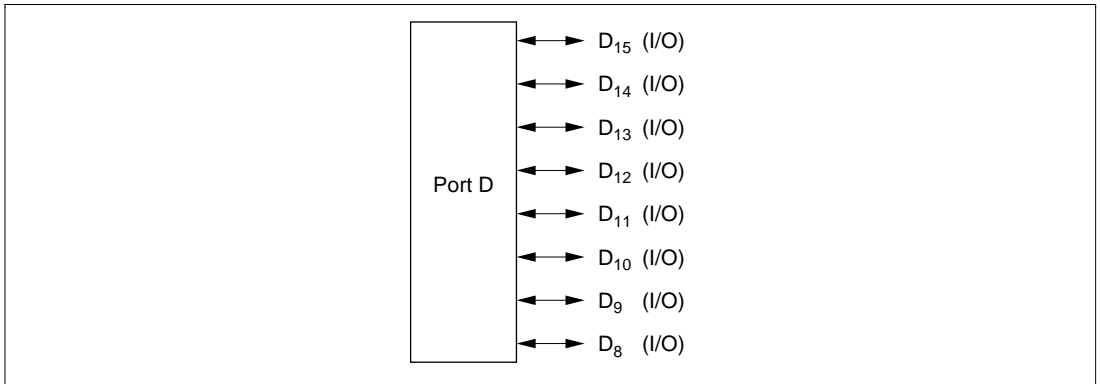 D15 (I/O)
D14 (I/O)
D13 (I/O)
D12 (I/O)
Port D
D11 (I/O)
D10 (I/O)
D9 (I/O)
D8 (I/O)